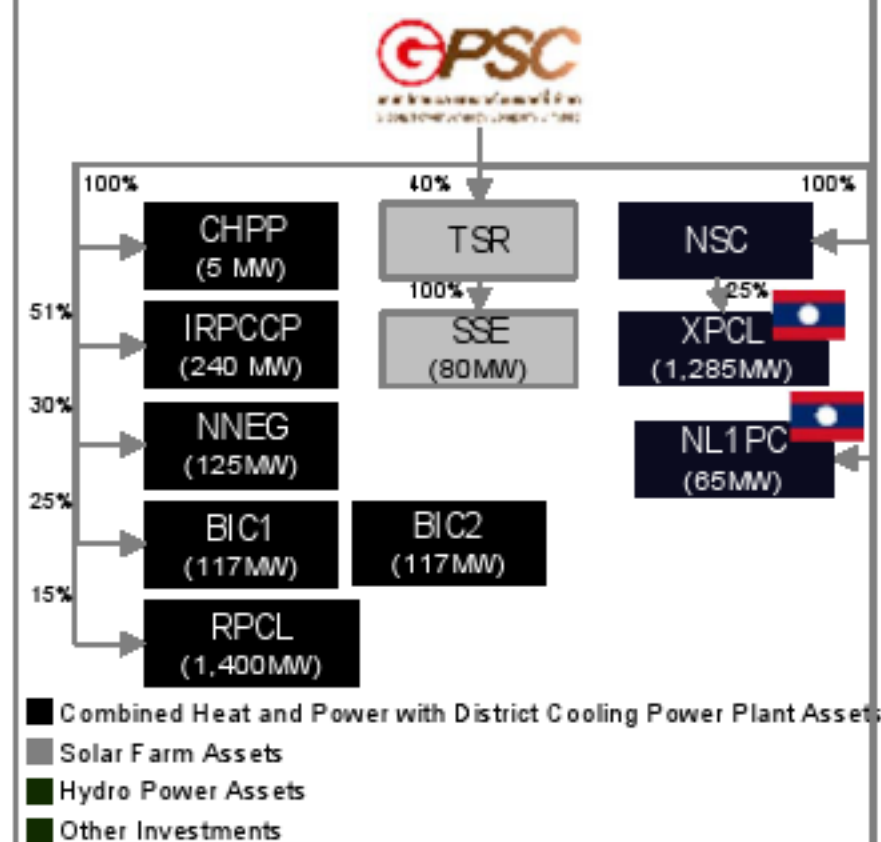 GPSC
100%
40%
100%
CHPP
(5 MW)
TSR
NSC
51%
100%
25%
IRPCCP
(240 MW)
SSE
(80MW)
XPCL
(1,285MW)
30%
NNEG
(125MW)
NL1PC
(65MW)
25%
BIC1
(117MW)
BIC2
(117MW)
15%
RPCL
(1,400MW)
Combined Heat and Power with District Cooling Power Plant Assets
Solar Farm Assets
Hydro Power Assets
Other Investments